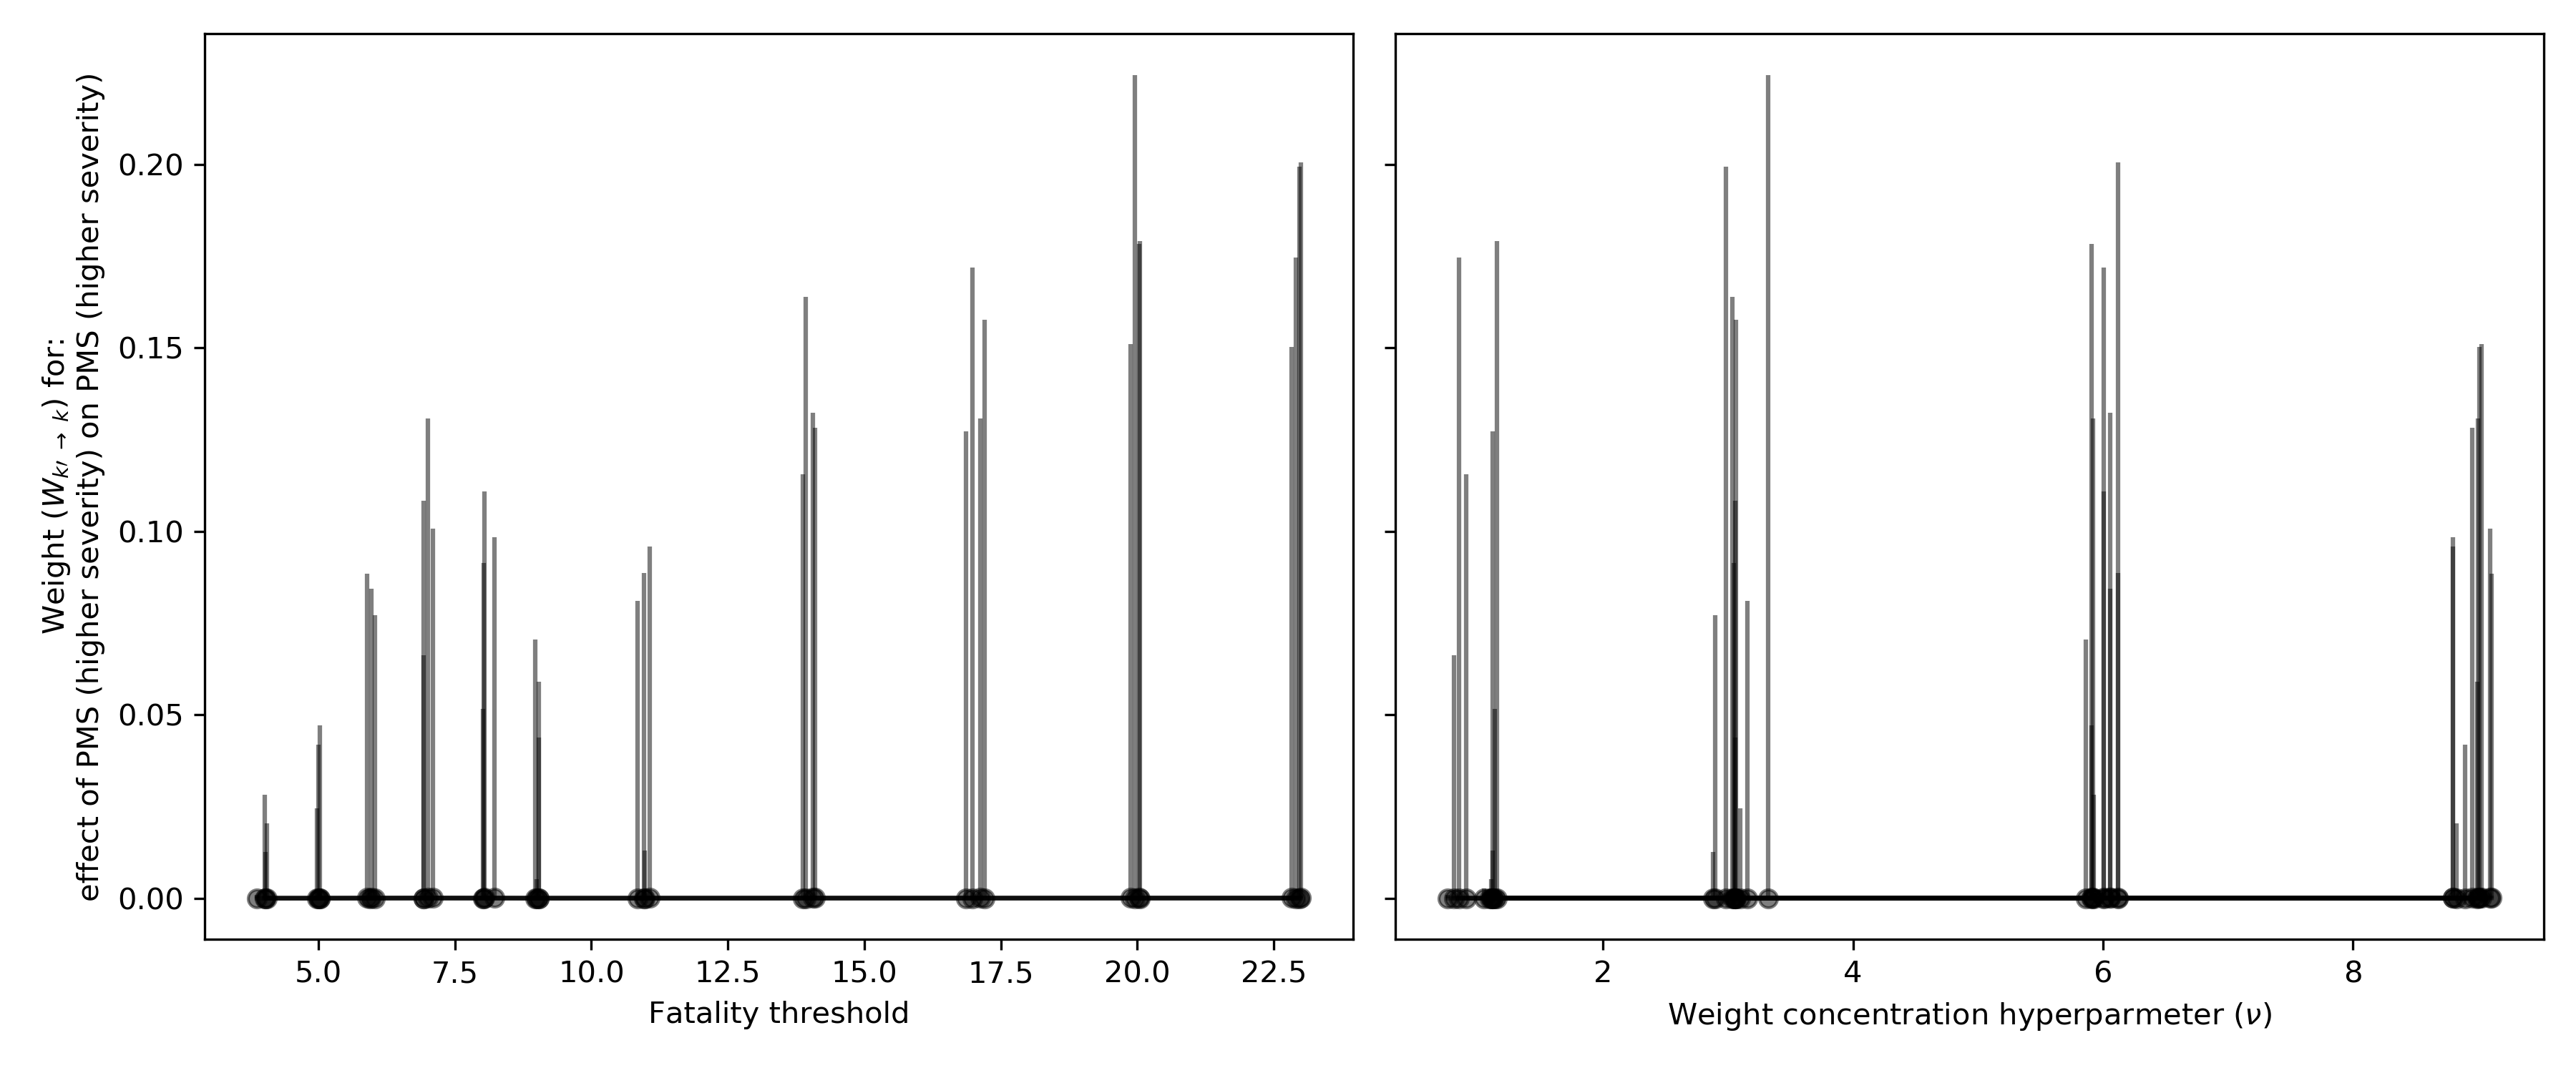 Weight (W_{k′ → k}) for:
effect of PMS (higher severity) on PMS (higher severity)
0.20
0.15
0.10
0.05
0.00
5.0 7.5 10.0 12.5 15.0 17.5 20.0 22.5
Fatality threshold
2 4 6 8
Weight concentration hyperparmeter (ν)